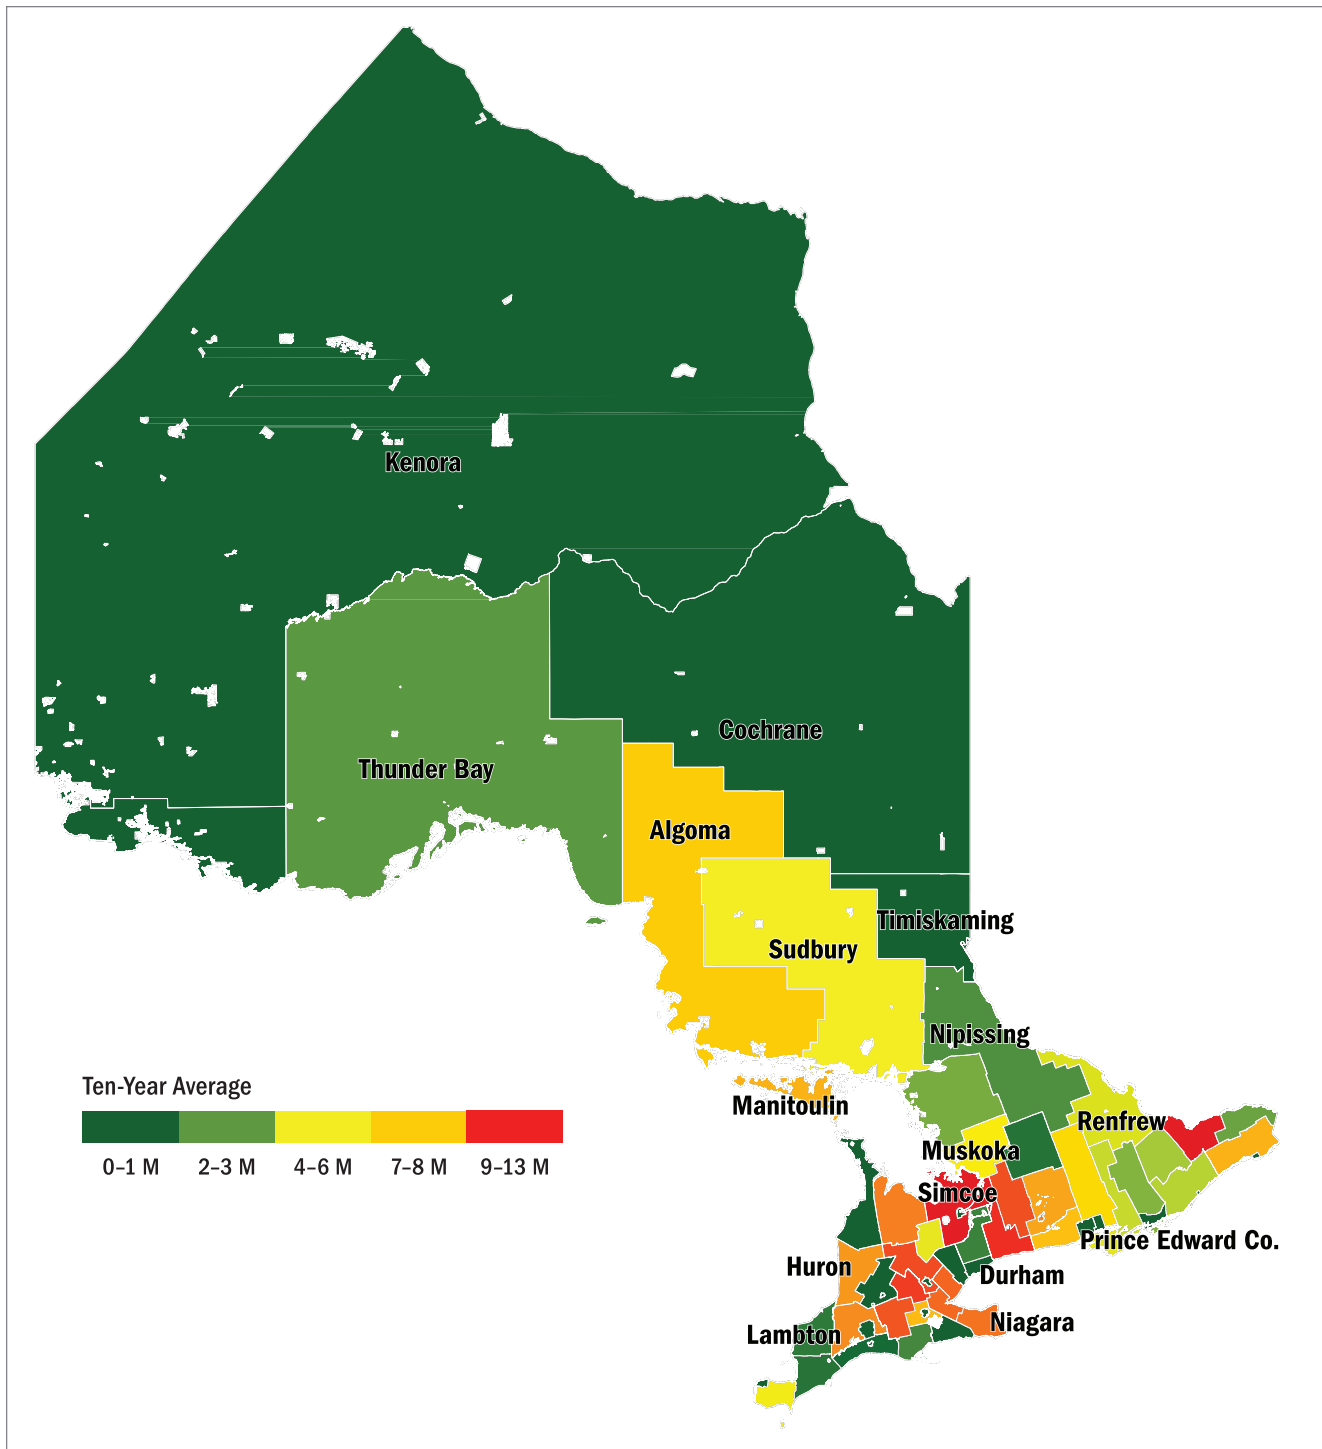 Kenora
Cochrane
Thunder Bay
Algoma
Timiskaming
Sudbury
Nipissing
Ten-Year Average
0–1 M 2–3 M 4–6 M 7–8 M 9–13 M
Manitoulin
Renfrew
Muskoka
Simcoe
Prince Edward Co.
Huron
Durham
Niagara
Lambton